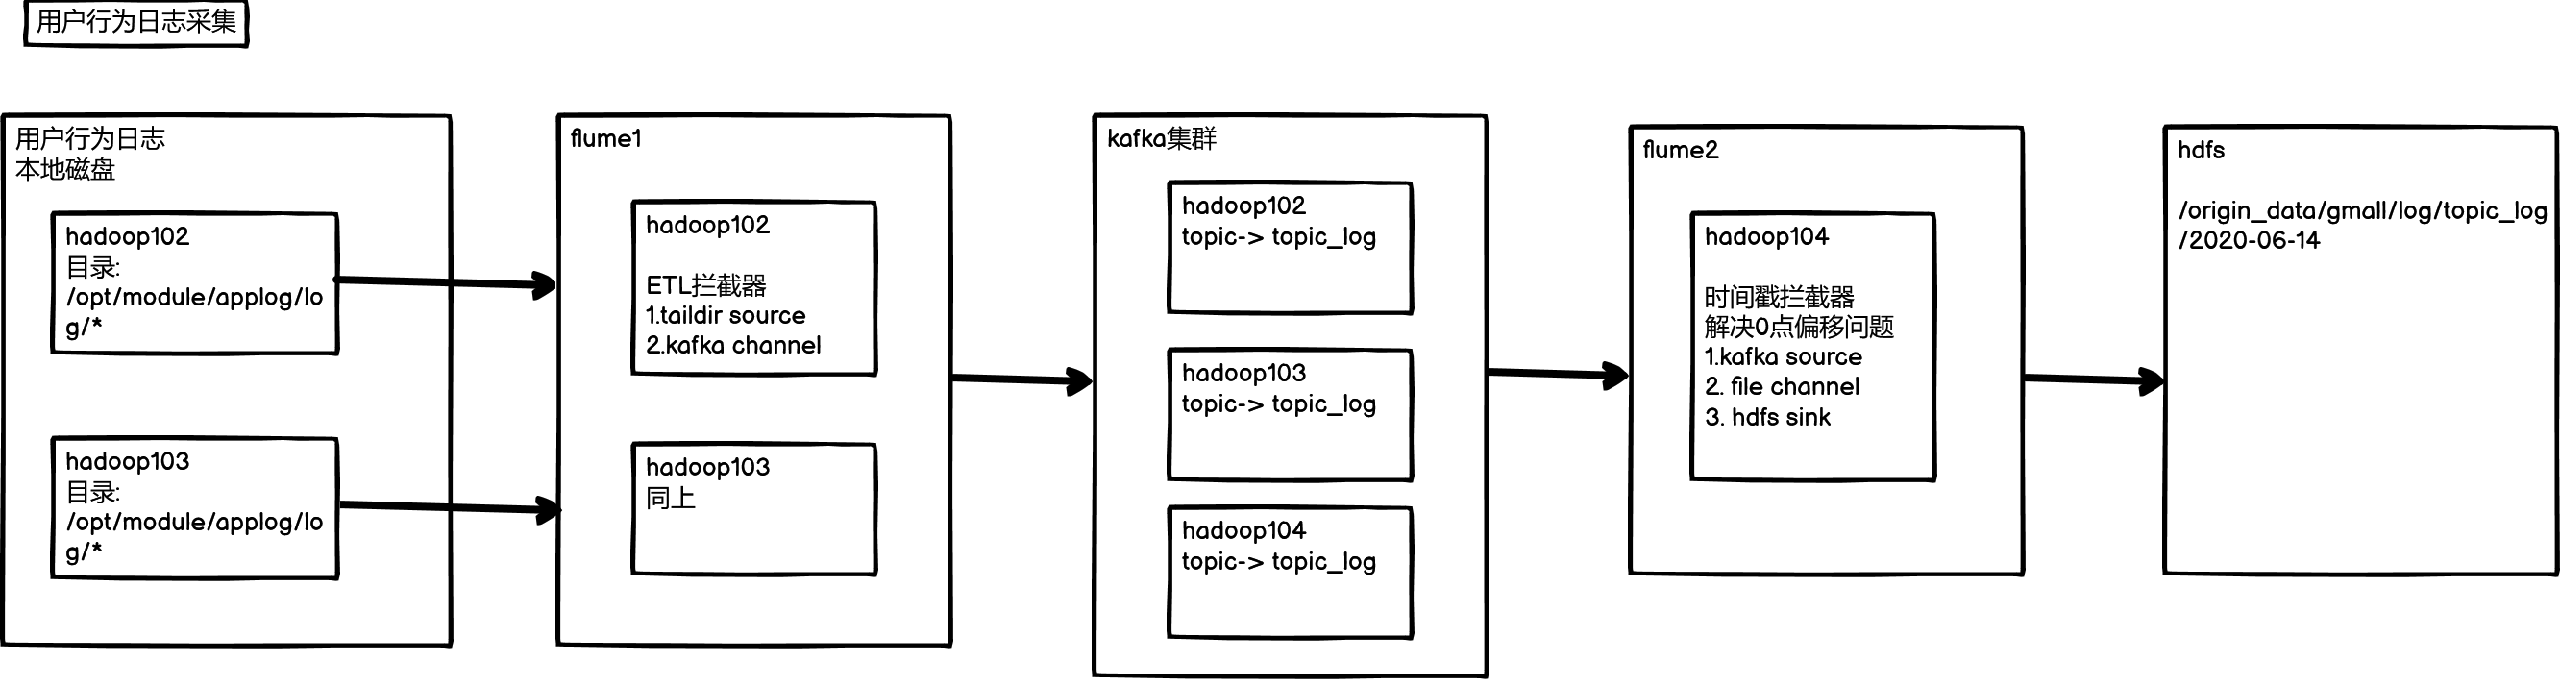 用户行为日志采集
用户行为日志
本地磁盘
hadoop102
目录:
/opt/module/applog/lo
g/*
hadoop103
目录:
/opt/module/applog/lo
g/*
flume1
hadoop102
ETL拦截器
1.taildir source
2.kafka channel
hadoop103
同上
kafka集群
hadoop102
topic-> topic_log
hadoop103
topic-> topic_log
hadoop104
topic-> topic_log
flume2
hadoop104
时间戳拦截器
解决0点偏移问题
1.kafka source
2. file channel
3. hdfs sink
hdfs
/origin_data/gmall/log/topic_log
/2020-06-14